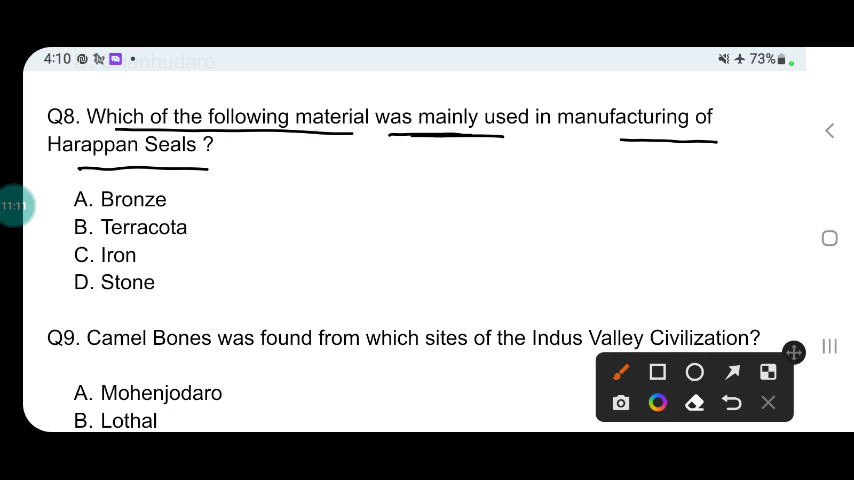 4:10
73%
anhudaro
Q8. Which of the following material was mainly used in manufacturing of
Harappan Seals ?
11:11
A. Bronze
B. Terracota
C. Iron
D. Stone
Q9. Camel Bones was found from which sites of the Indus Valley Civilization?
A. Mohenjodaro
B. Lothal